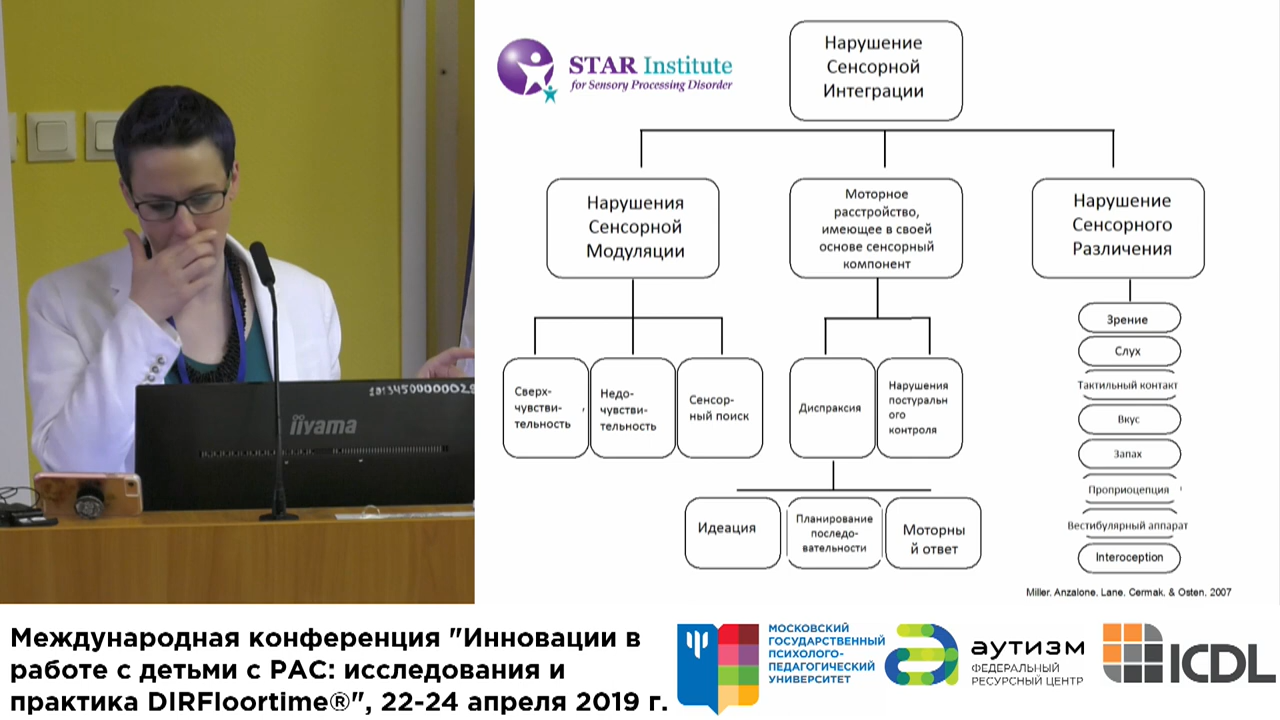 STAR Institute
for Sensory Processing Disorder
Нарушение
Сенсорной
Интеграции
Нарушения
Сенсорной
Модуляции
Моторное
расстройство,
имеющее в своей
основе сенсорный
компонент
Нарушение
Сенсорного
Различения
Сверх-
чувстви-
тельность
Недо-
чувстви-
тельность
Сенсор-
ный поиск
Диспраксия
Нарушения
постуральн
ого
контроля
Идеация
Планирование
последо-
вательности
Моторны
й ответ
Зрение
Слух
Тактильный контакт
Вкус
Запах
Проприоцепция
Вестибулярный аппарат
Interoception
Miller, Anzalone, Lane, Cermak, & Osten, 2007
iiyama
Международная конференция "Инновации в
работе с детьми с РАС: исследования и
практика DIRFloortime®", 22-24 апреля 2019 г.
МОСКОВСКИЙ
ГОСУДАРСТВЕННЫЙ
ПСИХОЛОГО-
ПЕДАГОГИЧЕСКИЙ
УНИВЕРСИТЕТ
аутизм
ФЕДЕРАЛЬНЫЙ
РЕСУРСНЫЙ ЦЕНТР
ICDL